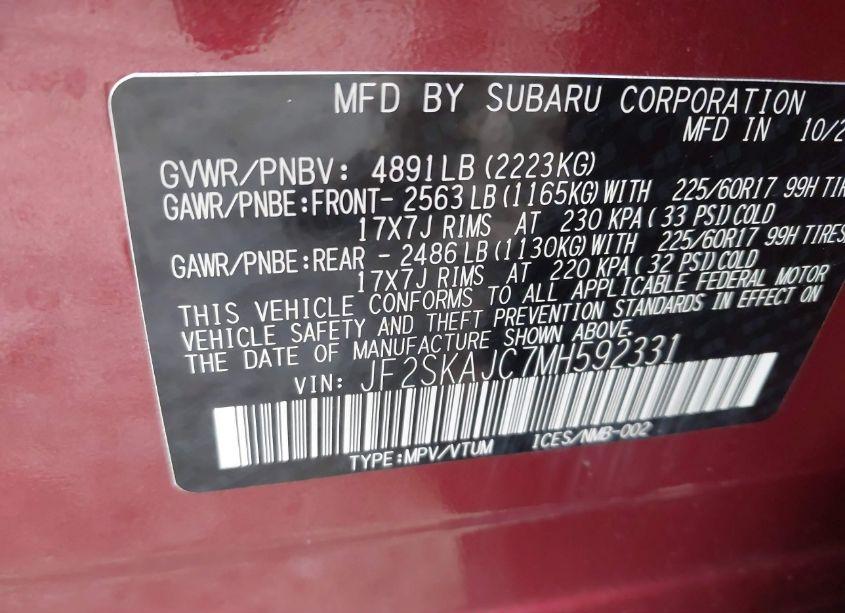 MFD BY SUBARU CORPORATION
MFD IN 10/2
GVWR/PNBV: 4891LB (2223KG)
GAWR/PNBE:FRONT- 2563LB(1165KG)WITH 225/60R17 99H TIR
17X7J RIMS AT 230 KPA( 33 PSI)COLD
GAWR/PNBE:REAR - 2486LB(1130KG)WITH 225/60R17 99H TIRES
17X7J RIMS AT 220 KPA( 32 PSI)COLD
THIS VEHICLE CONFORMS TO ALL APPLICABLE FEDERAL MOTOR
VEHICLE SAFETY AND THEFT PREVENTION STANDARDS IN EFFECT ON
THE DATE OF MANUFACTURE SHOWN ABOVE.
VIN: JF2SKAJC7MH592331
TYPE:MPV/VTUM ICES/NMB-002